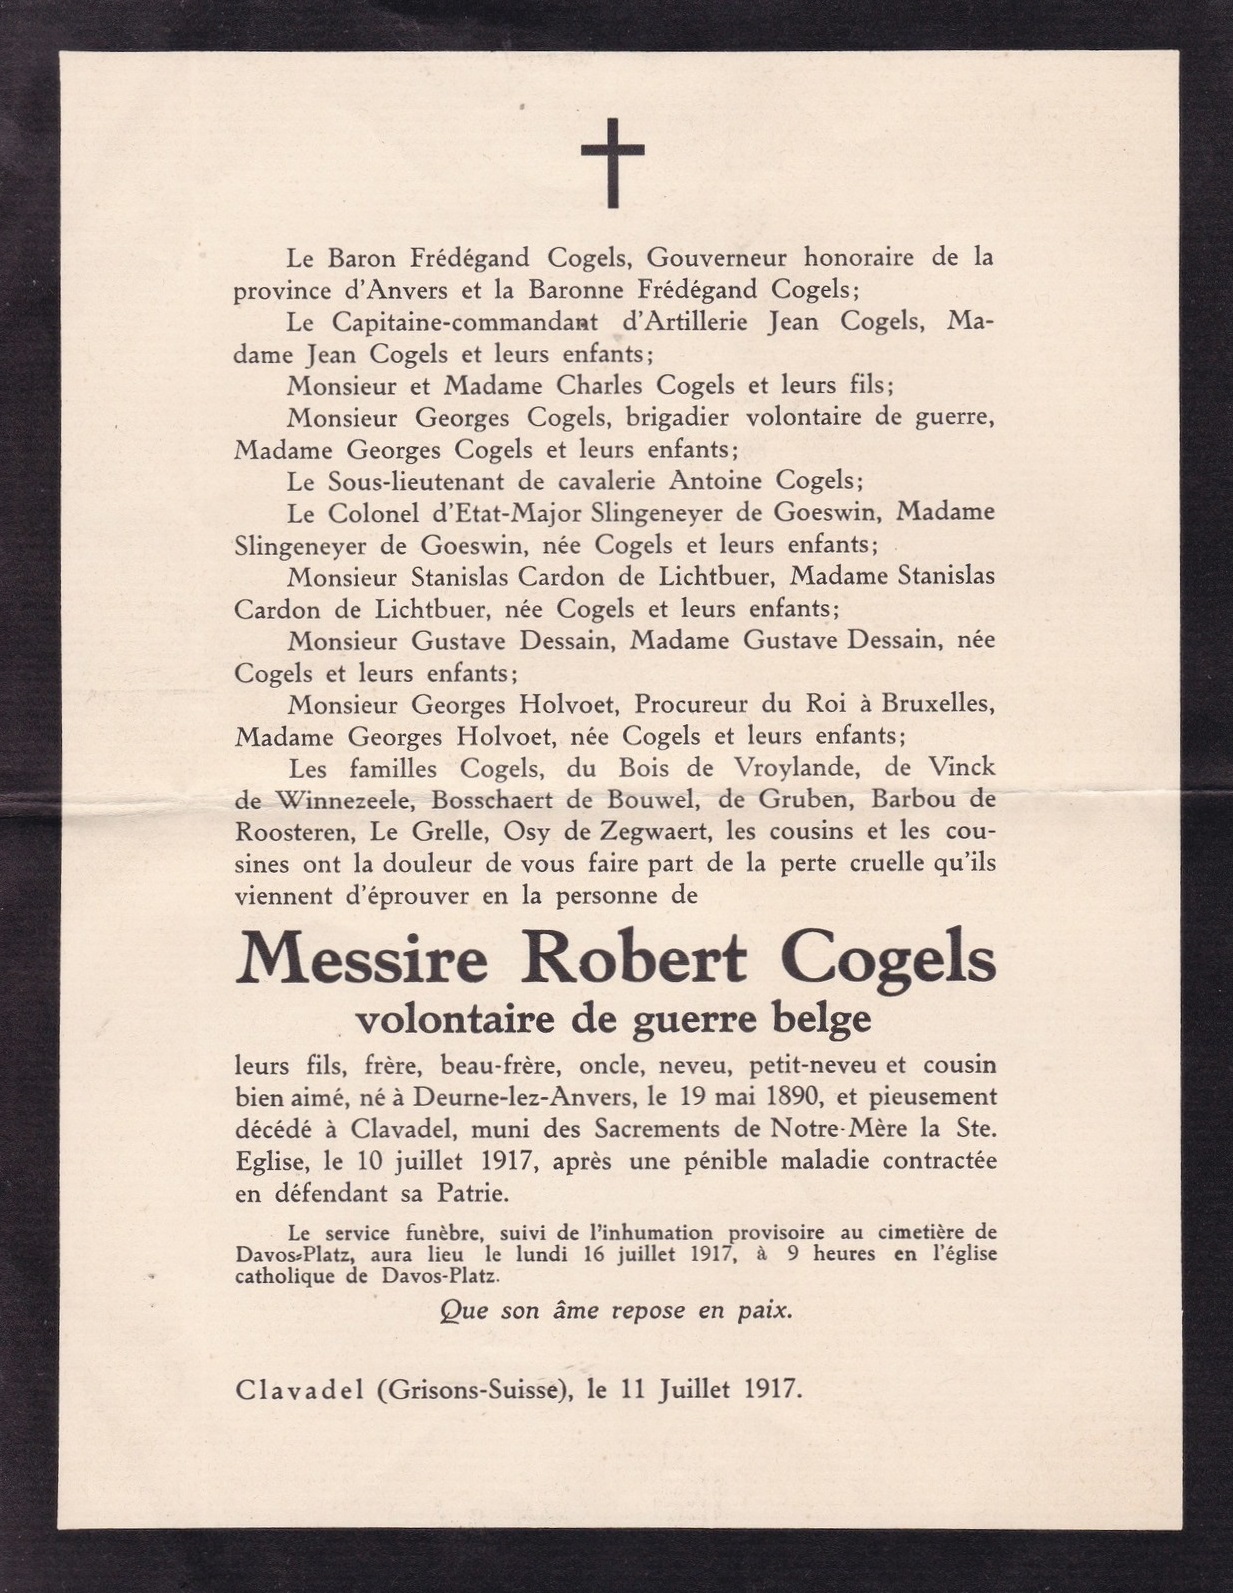 Le Baron Frédégand Cogels, Gouverneur honoraire de la
province d'Anvers et la Baronne Frédégand Cogels;
Le Capitaine-commandant d'Artillerie Jean Cogels, Ma-
dame Jean Cogels et leurs enfants;
Monsieur et Madame Charles Cogels et leurs fils;
Monsieur Georges Cogels, brigadier volontaire de guerre,
Madame Georges Cogels et leurs enfants;
Le Sous-lieutenant de cavalerie Antoine Cogels;
Le Colonel d'Etat-Major Slingeneyer de Goeswin, Madame
Slingeneyer de Goeswin, née Cogels et leurs enfants;
Monsieur Stanislas Cardon de Lichtbuer, Madame Stanislas
Cardon de Lichtbuer, née Cogels et leurs enfants;
Monsieur Gustave Dessain, Madame Gustave Dessain, née
Cogels et leurs enfants;
Monsieur Georges Holvoet, Procureur du Roi à Bruxelles,
Madame Georges Holvoet, née Cogels et leurs enfants;
Les familles Cogels, du Bois de Vroylande, de Vinck
de Winnezeele, Bosschaert de Bouwel, de Gruben, Barbou de
Roosteren, Le Grelle, Osy de Zegwaert, les cousins et les cou-
sines ont la douleur de vous faire part de la perte cruelle qu'ils
viennent d'éprouver en la personne de
Messire Robert Cogels
volontaire de guerre belge
leurs fils, frère, beau-frère, oncle, neveu, petit-neveu et cousin
bien aimé, né à Deurne-lez-Anvers, le 19 mai 1890, et pieusement
décédé à Clavadel, muni des Sacrements de Notre-Mère la Ste.
Eglise, le 10 juillet 1917, après une pénible maladie contractée
en défendant sa Patrie.
Le service funèbre, suivi de l'inhumation provisoire au cimetière de
Davos-Platz, aura lieu le lundi 16 juillet 1917, à 9 heures en l'église
catholique de Davos-Platz.
Que son âme repose en paix.
Clavadel (Grisons-Suisse), le 11 Juillet 1917.